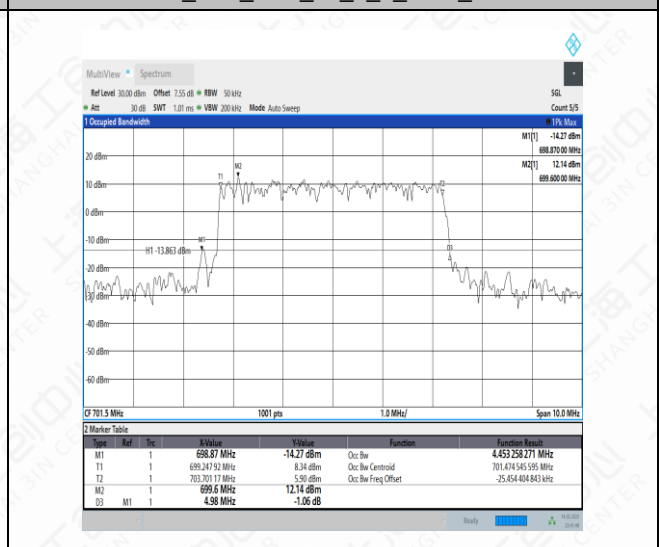 MultiView Spectrum
Ref Level 30.00 dBm Offset 7.55 dB RBW 50 kHz SGL
Att 30 dB SWT 1.01 ms VBW 200 kHz Mode Auto Sweep Count 5/5
1 Occupied Bandwidth 1Pk Max
M1[1] -14.27 dBm
698.870 00 MHz
M2[1] 12.14 dBm
699.600 00 MHz
20 dBm
M2
T1
T2
10 dBm
0 dBm
-10 dBm
M1
H1 -13.863 dBm
D3
-20 dBm
-30 dBm
-40 dBm
-50 dBm
-60 dBm
CF 701.5 MHz 1001 pts 1.0 MHz/ Span 10.0 MHz
2 Marker Table
Type Ref Trc X-Value Y-Value Function Function Result
M1 1 698.87 MHz -14.27 dBm Occ Bw 4.453 258 271 MHz
T1 1 699.247 92 MHz 8.34 dBm Occ Bw Centroid 701.474 545 595 MHz
T2 1 703.701 17 MHz 5.90 dBm Occ Bw Freq Offset -25.454 404 843 kHz
M2 1 699.6 MHz 12.14 dBm
D3 M1 1 4.98 MHz -1.06 dB
Ready